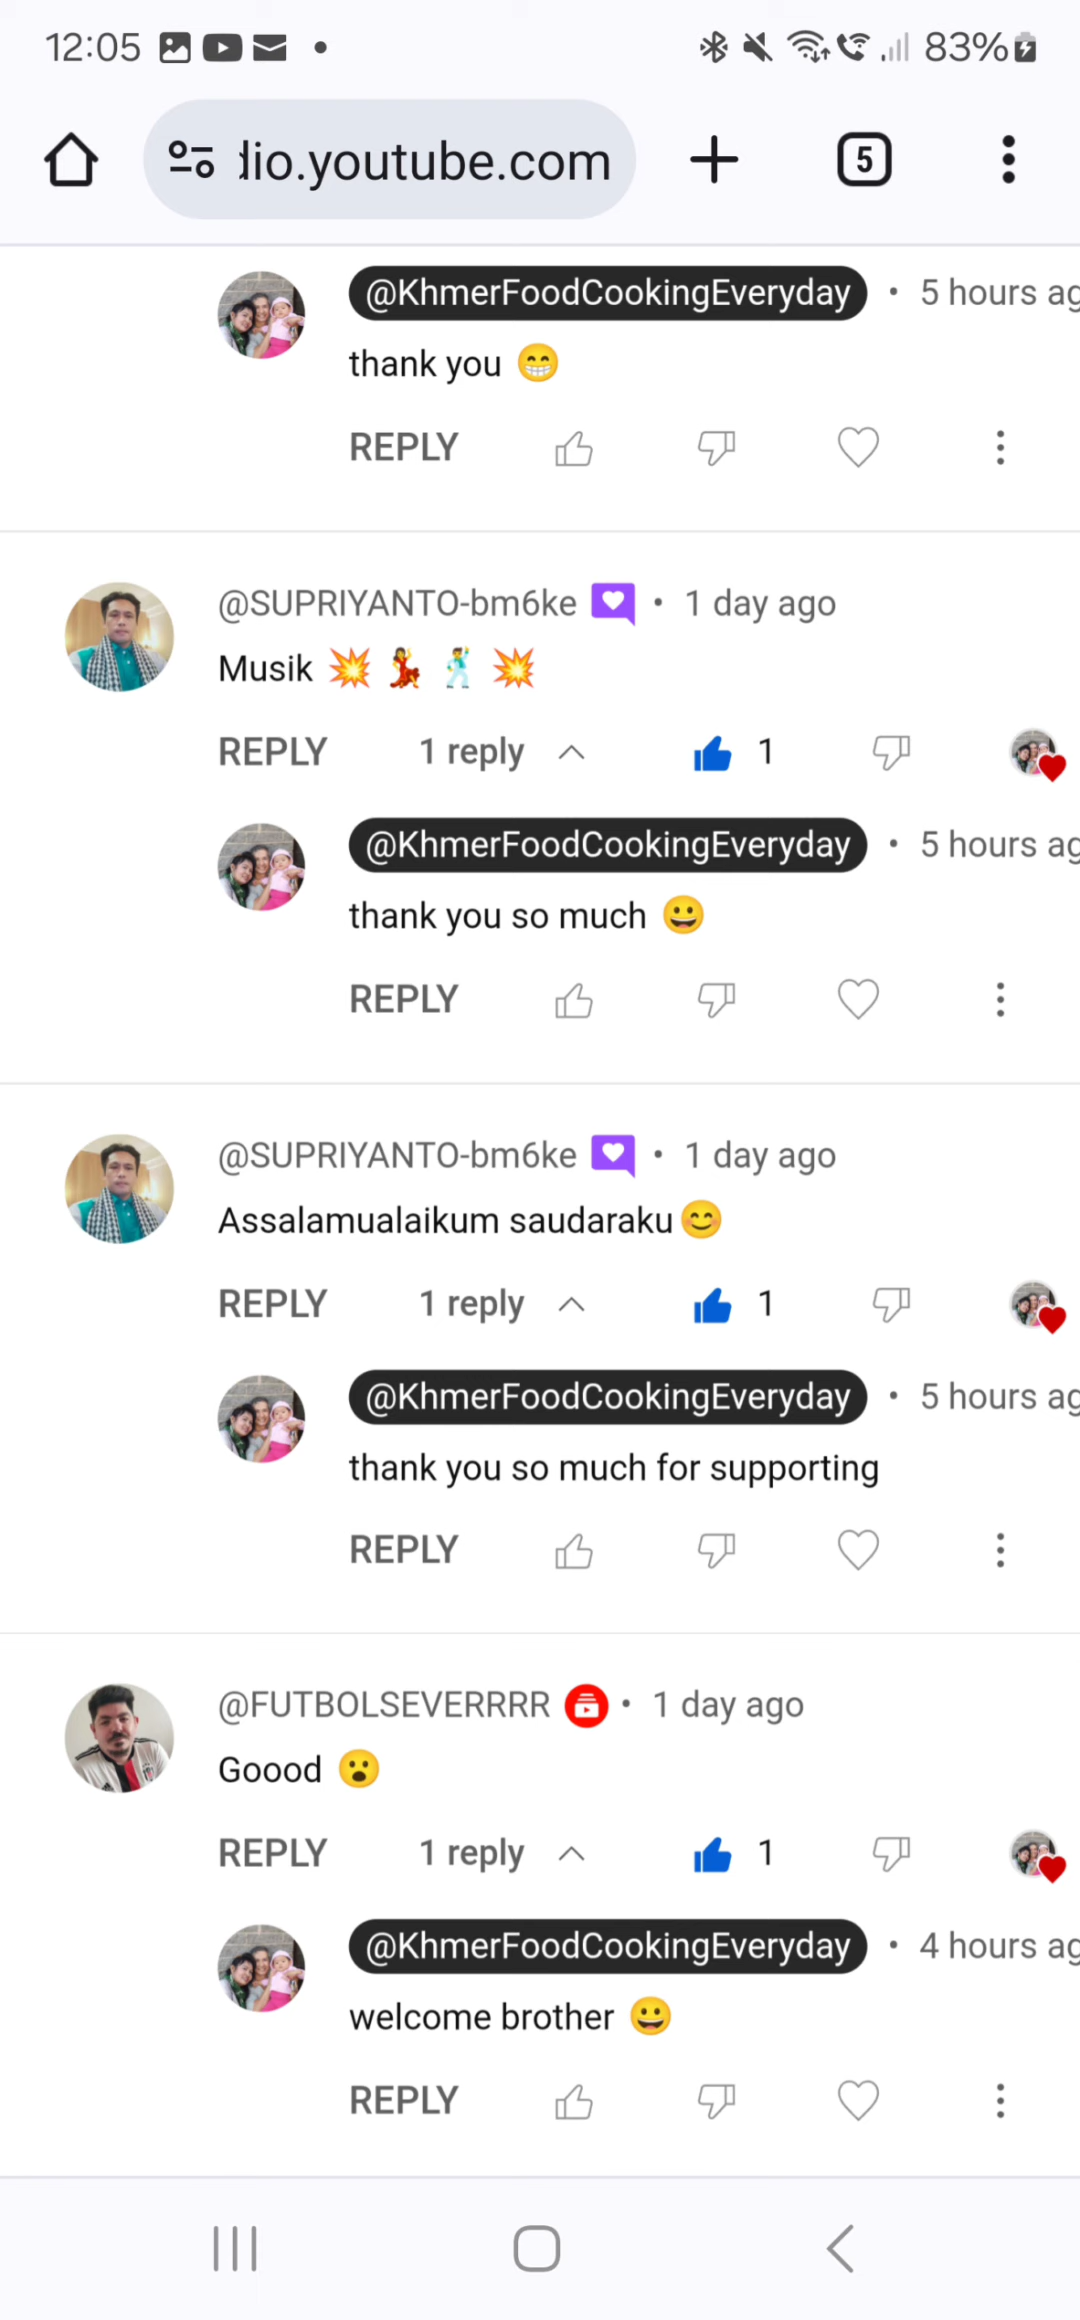 12:05 83%
dio.youtube.com 5
@KhmerFoodCookingEveryday • 5 hours ag
thank you 😁
REPLY
@SUPRIYANTO-bm6ke • 1 day ago
Musik 💥 💃 🕺 💥
REPLY 1 reply 1
@KhmerFoodCookingEveryday • 5 hours ag
thank you so much 😀
REPLY
@SUPRIYANTO-bm6ke • 1 day ago
Assalamualaikum saudaraku😊
REPLY 1 reply 1
@KhmerFoodCookingEveryday • 5 hours ag
thank you so much for supporting
REPLY
@FUTBOLSEVERRRR • 1 day ago
Goood 😮
REPLY 1 reply 1
@KhmerFoodCookingEveryday • 4 hours ag
welcome brother 😀
REPLY